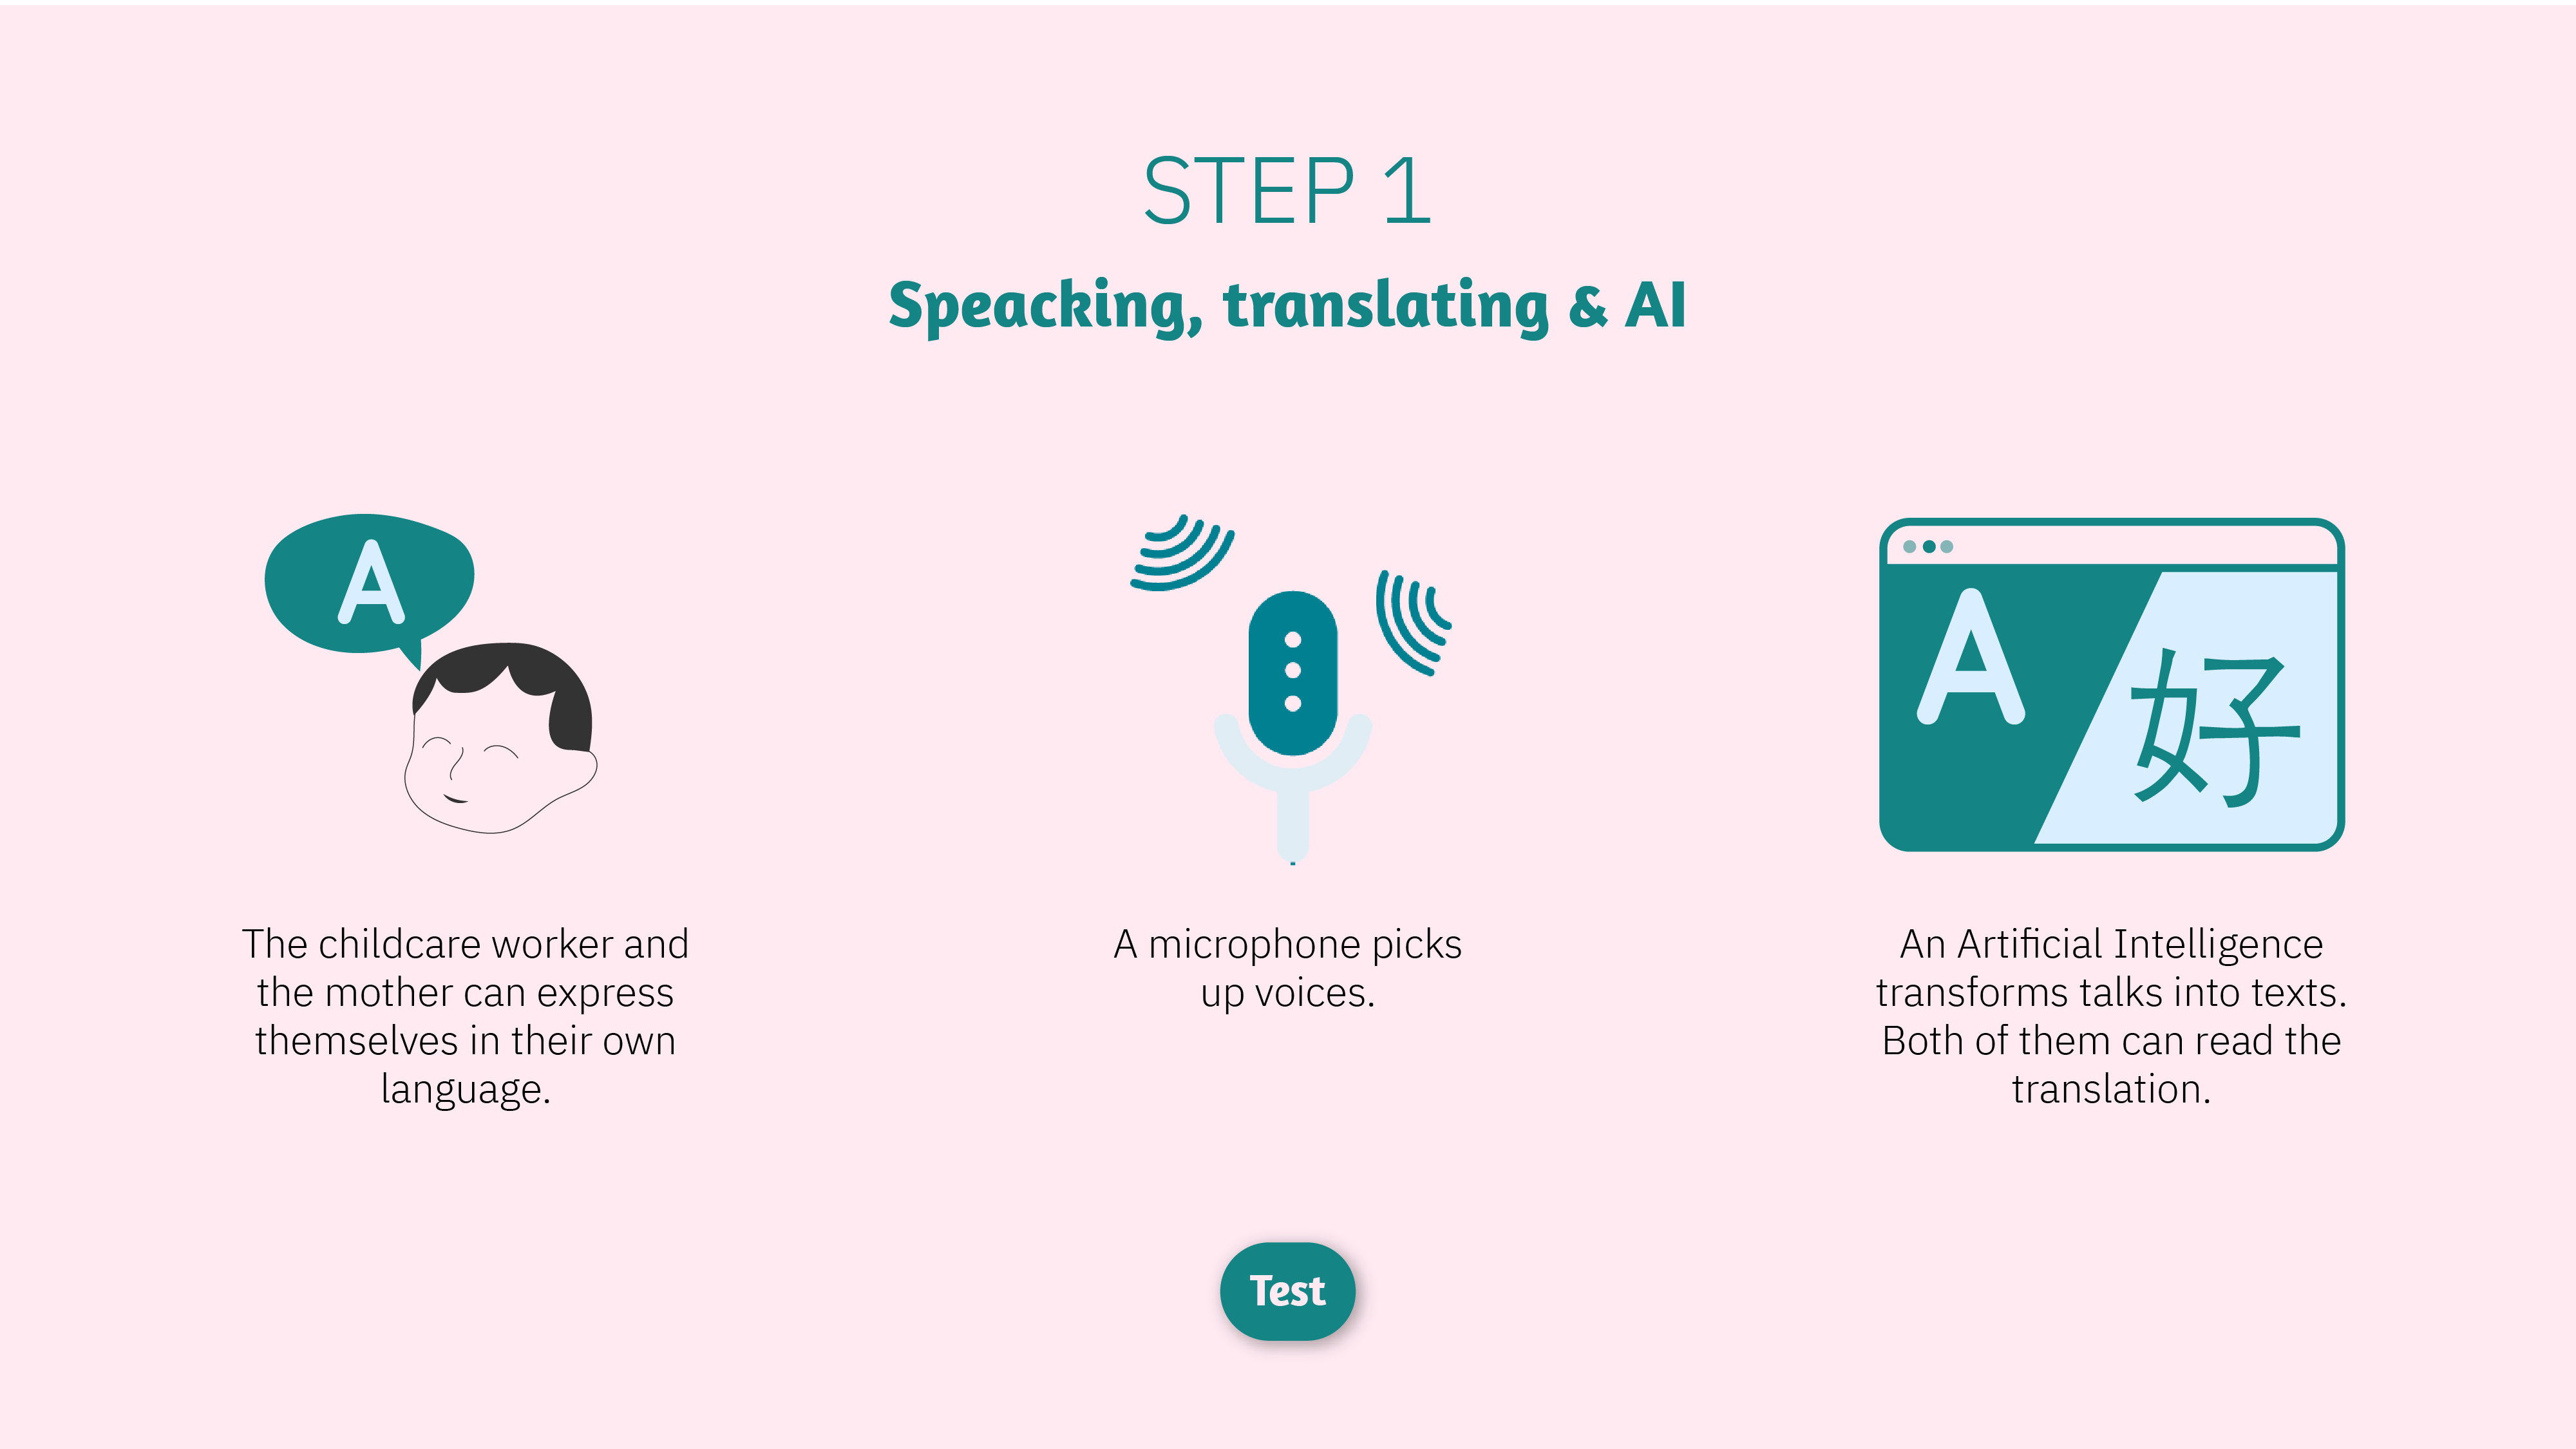 STEP 1
Speacking, translating & AI
A
A
好
The childcare worker and
the mother can express
themselves in their own
language.
A microphone picks
up voices.
An Artificial Intelligence
transforms talks into texts.
Both of them can read the
translation.
Test